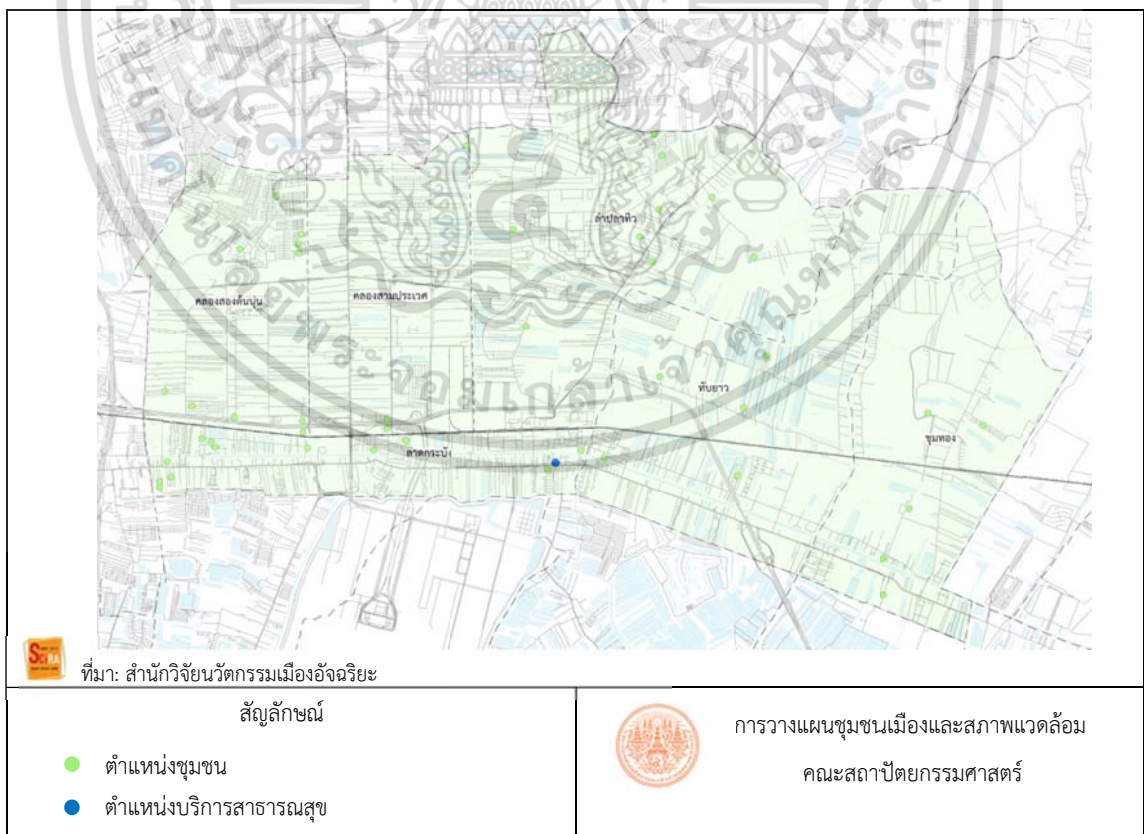 ลำปลาทิว
คลองสองต้นนุ่น
คลองสามประเวศ
ทับยาว
ขุมทอง
ลาดกระบัง
ที่มา: สำนักวิจัยนวัตกรรมเมืองอัจฉริยะ
สัญลักษณ์
ตำแหน่งชุมชน
ตำแหน่งบริการสาธารณสุข
การวางแผนชุมชนเมืองและสภาพแวดล้อม
คณะสถาปัตยกรรมศาสตร์